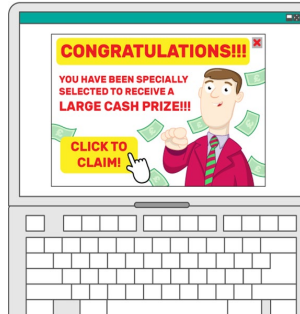 CONGRATULATIONS!!!
YOU HAVE BEEN SPECIALLY
SELECTED TO RECEIVE A
LARGE CASH PRIZE!!!
CLICK TO
CLAIM!